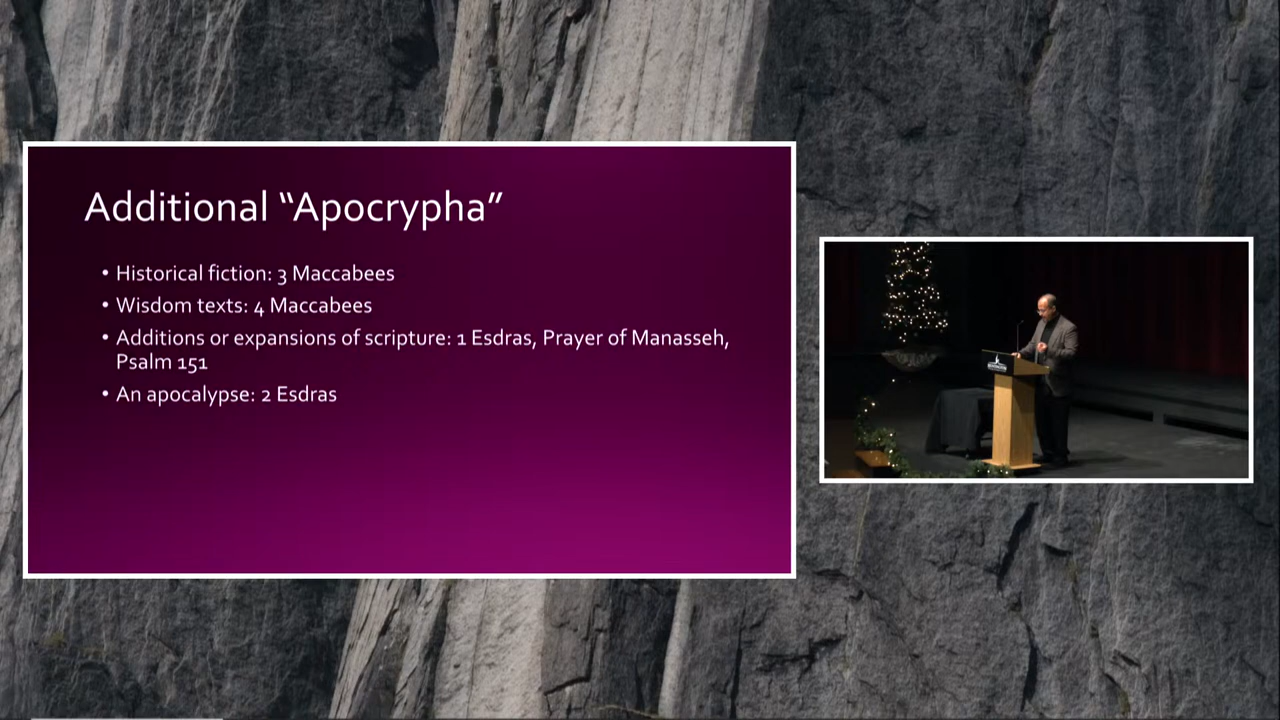 Additional “Apocrypha”
• Historical fiction: 3 Maccabees
• Wisdom texts: 4 Maccabees
• Additions or expansions of scripture: 1 Esdras, Prayer of Manasseh,
Psalm 151
• An apocalypse: 2 Esdras